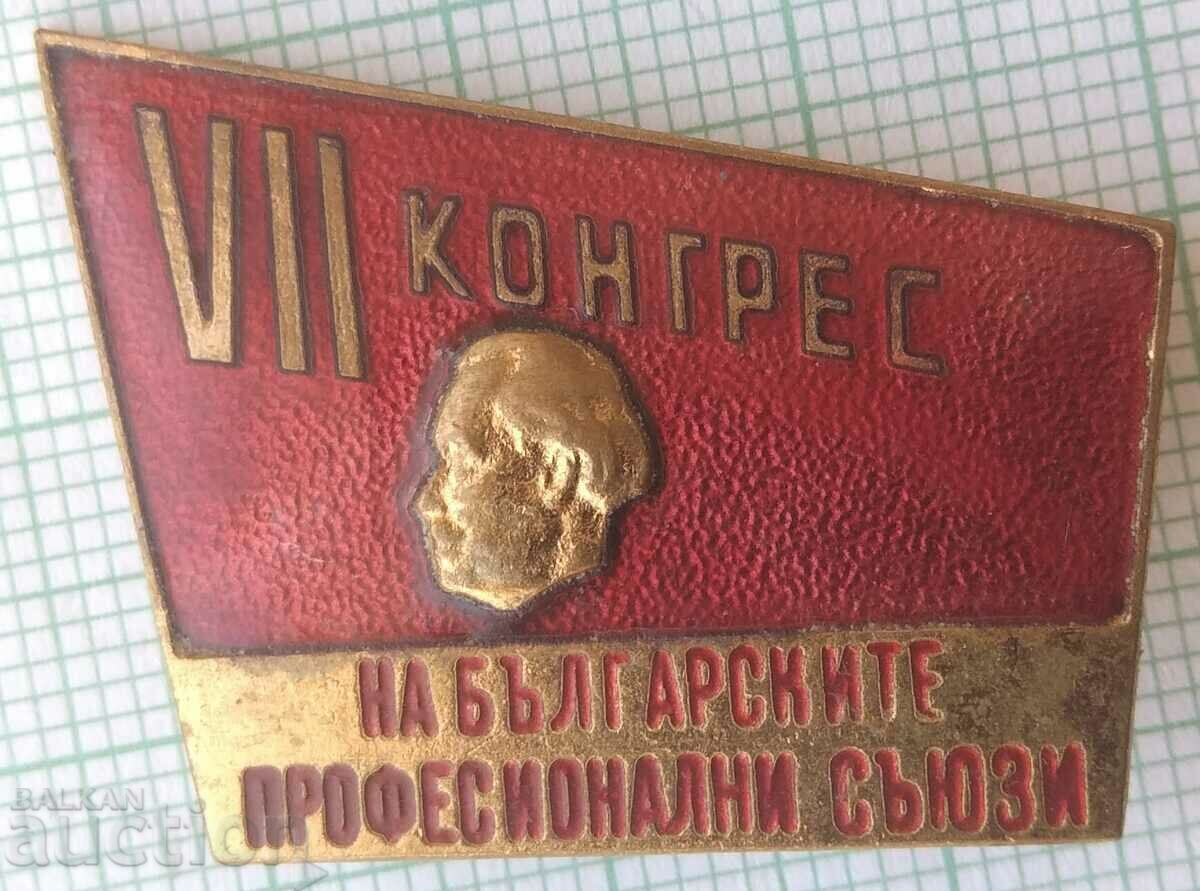 VII КОНГРЕС
НА БЪЛГАРСКИТЕ
ПРОФЕСИОНАЛНИ СЪЮЗИ
BALKAN
auction